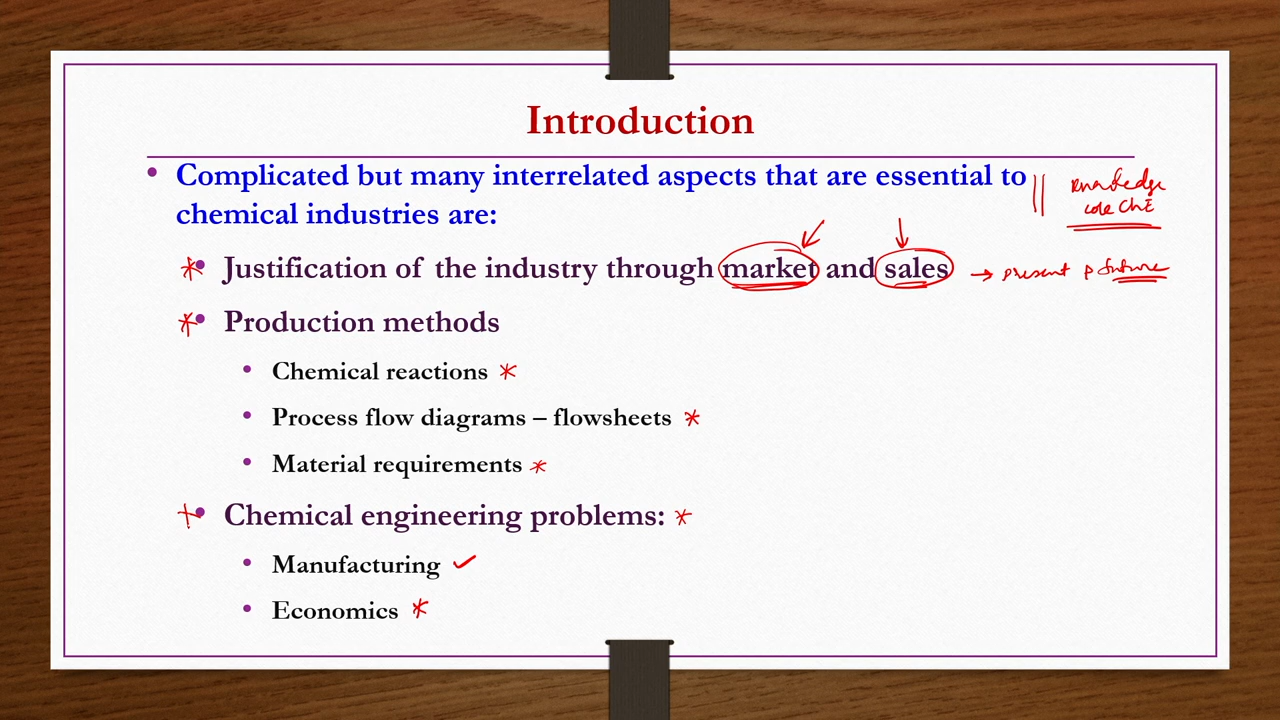 Introduction
• Complicated but many interrelated aspects that are essential to
chemical industries are:
• Justification of the industry through market and sales → present & future
• Production methods
• Chemical reactions
• Process flow diagrams – flowsheets
• Material requirements
• Chemical engineering problems:
• Manufacturing
• Economics
knowledge
core ChE